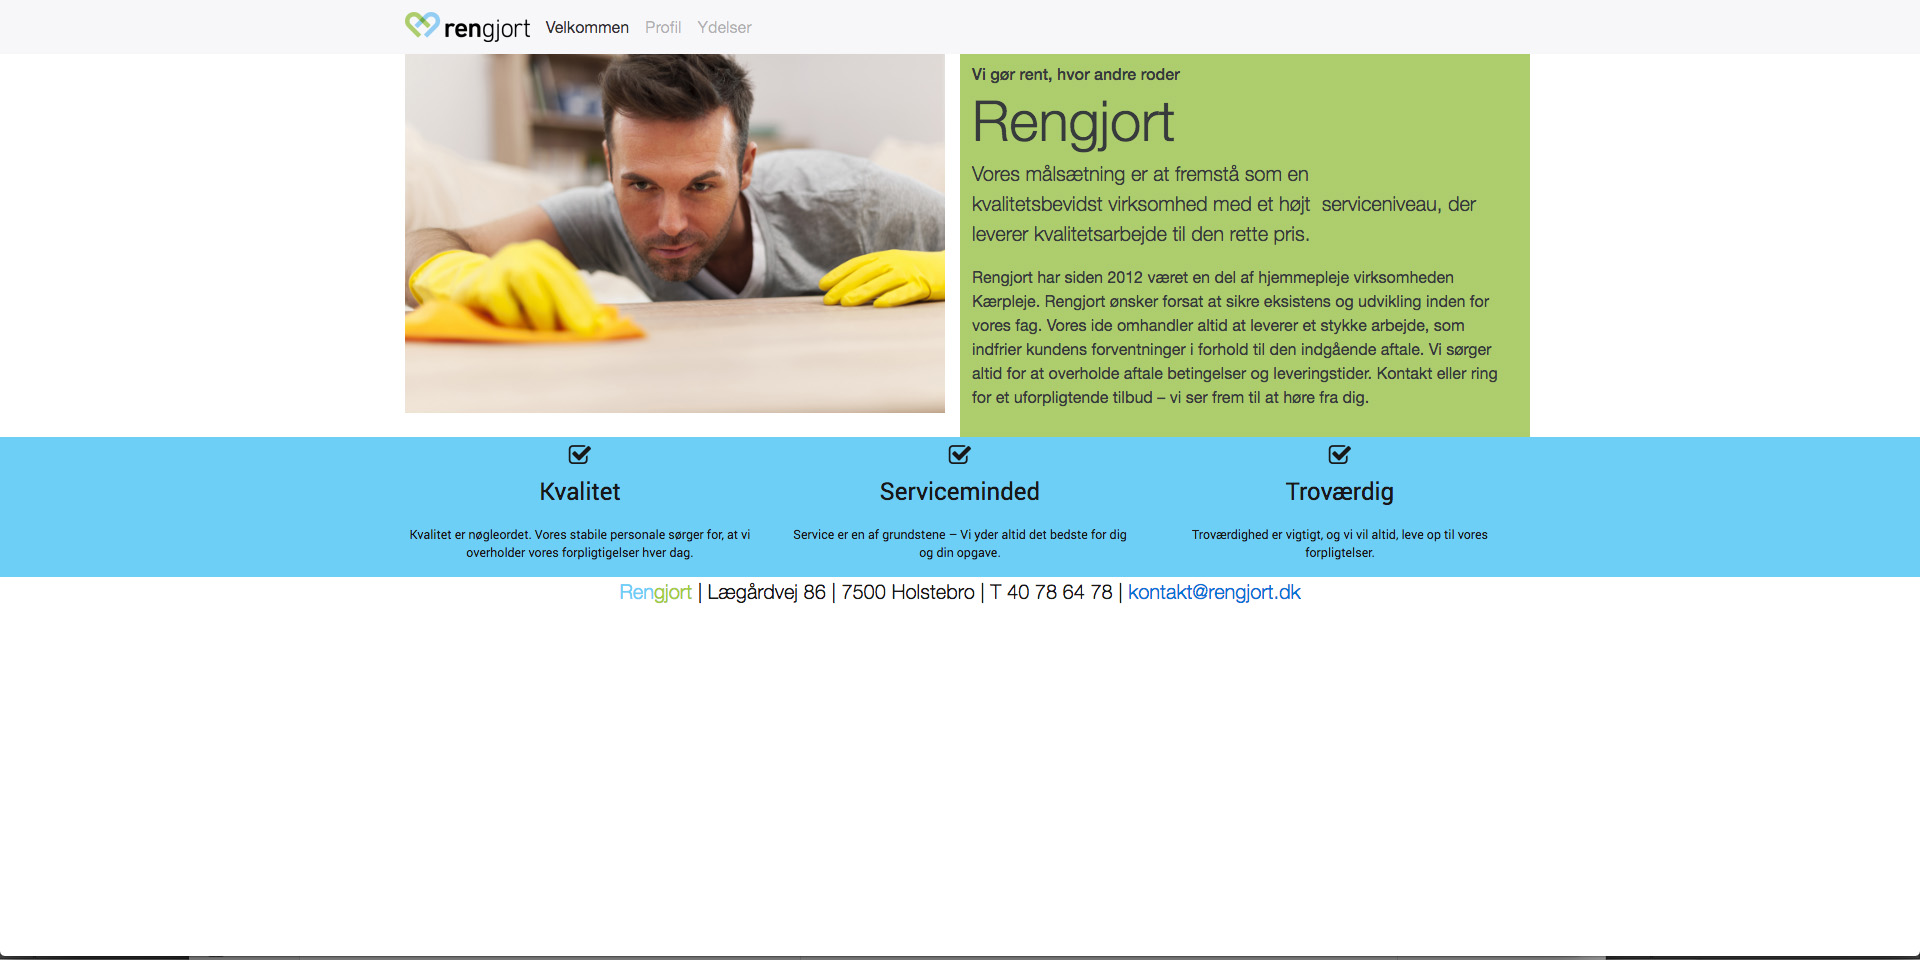 rengjort Velkommen Profil Ydelser
Vi gør rent, hvor andre roder
Rengjort
Vores målsætning er at fremstå som en
kvalitetsbevidst virksomhed med et højt  serviceniveau, der
leverer kvalitetsarbejde til den rette pris.
Rengjort har siden 2012 været en del af hjemmepleje virksomheden
Kærpleje. Rengjort ønsker forsat at sikre eksistens og udvikling inden for
vores fag. Vores ide omhandler altid at leverer et stykke arbejde, som
indfrier kundens forventninger i forhold til den indgående aftale. Vi sørger
altid for at overholde aftale betingelser og leveringstider. Kontakt eller ring
for et uforpligtende tilbud – vi ser frem til at høre fra dig.
Kvalitet
Kvalitet er nøgleordet. Vores stabile personale sørger for, at vi
overholder vores forpligtigelser hver dag.
Serviceminded
Service er en af grundstene – Vi yder altid det bedste for dig
og din opgave.
Troværdig
Troværdighed er vigtigt, og vi vil altid, leve op til vores
forpligtelser.
Rengjort | Lægårdvej 86 | 7500 Holstebro | T 40 78 64 78 | kontakt@rengjort.dk